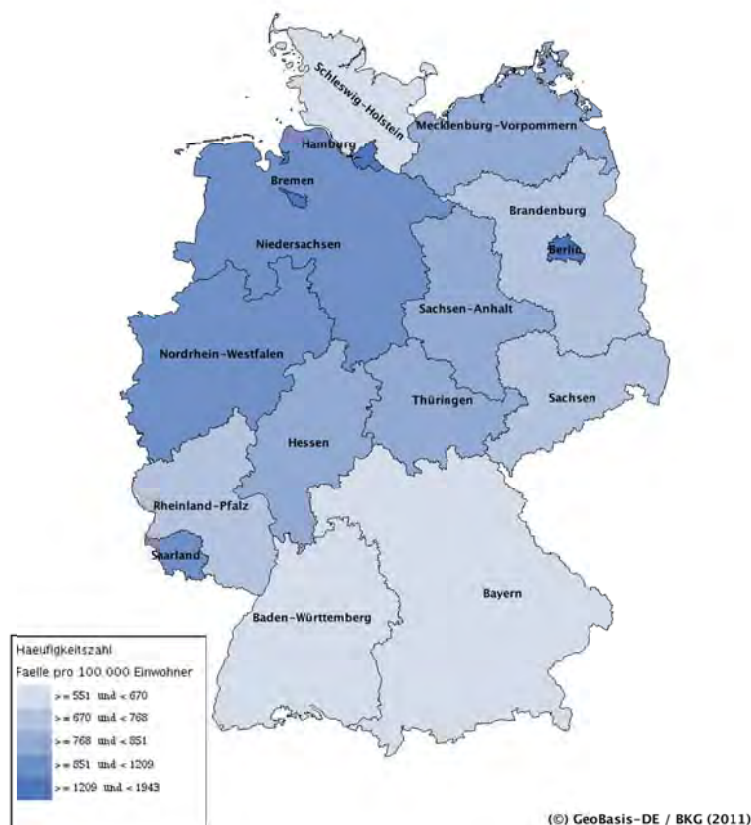 Schleswig-Holstein
Mecklenburg-Vorpommern
Hamburg
Bremen
Brandenburg
Niedersachsen
Berlin
Sachsen-Anhalt
Nordrhein-Westfalen
Thüringen
Sachsen
Hessen
Rheinland-Pfalz
Saarland
Bayern
Baden-Württemberg
Haeufigkeitszahl
Faelle pro 100.000 Einwohner
>= 551 und < 670
>= 670 und < 768
>= 768 und < 851
>= 851 und < 1209
>= 1209 und < 1943
(c) GeoBasis-DE / BKG (2011)